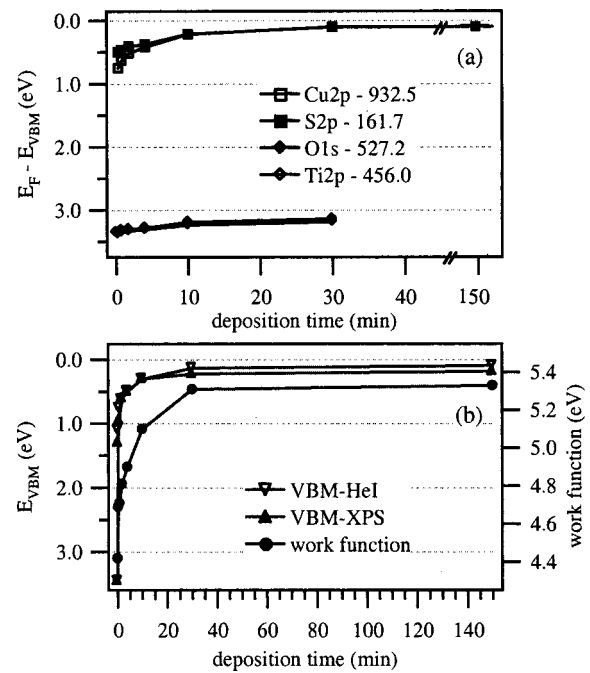 0.0
(a)
1.0
Cu2p - 932.5
S2p - 161.7
2.0
O1s - 527.2
Ti2p - 456.0
3.0
E_F - E_VBM (eV)
0 10 20 30 40 150
deposition time (min)
0.0
5.4
(b)
5.2
1.0
5.0
2.0
VBM-HeI
4.8
VBM-XPS
work function
4.6
3.0
4.4
E_VBM (eV)
work function (eV)
0 20 40 60 80 100 120 140
deposition time (min)